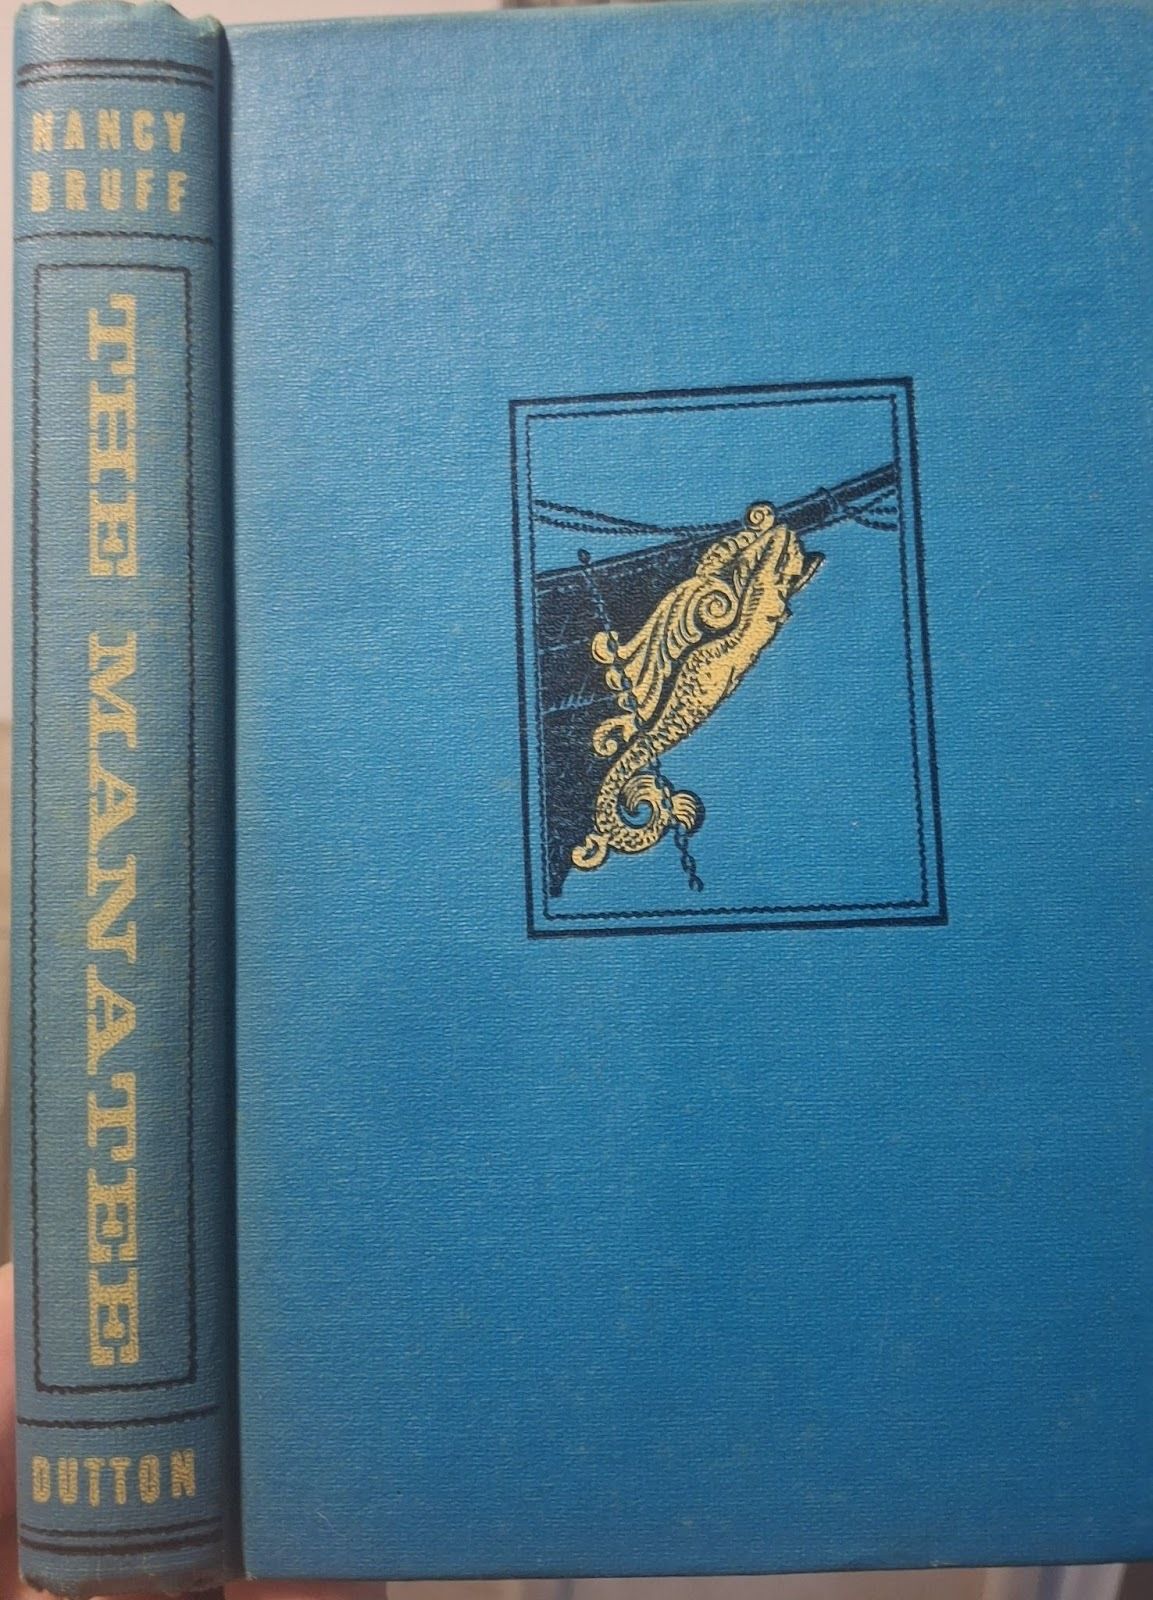 NANCY
BRUFF
THE MANATEE
DUTTON